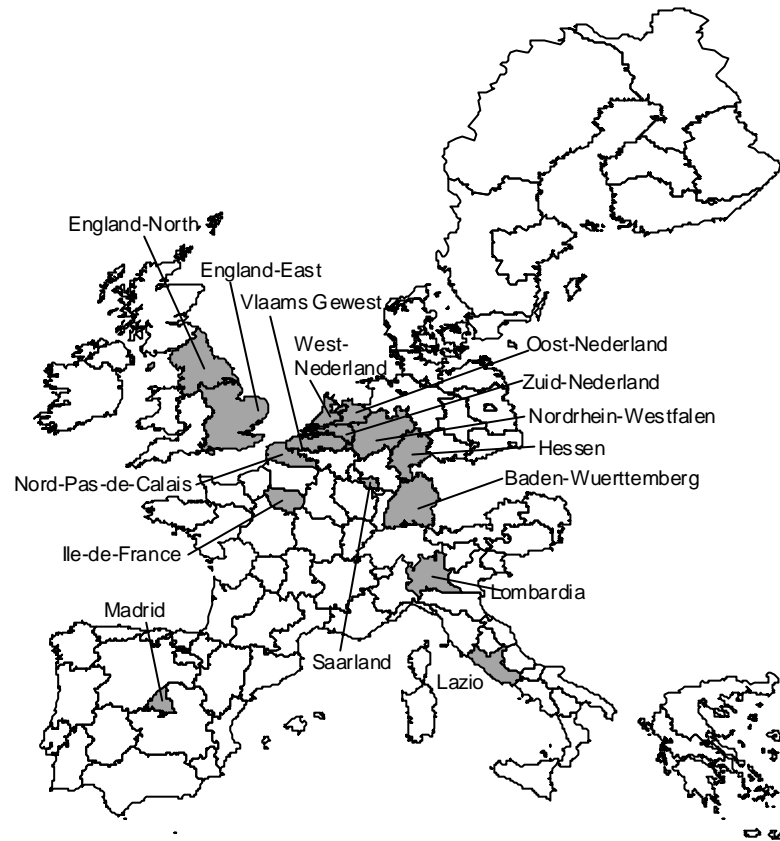 England-North
England-East
Vlaams Gewest
West-
Nederland
Oost-Nederland
Zuid-Nederland
Nordrhein-Westfalen
Hessen
Baden-Wuerttemberg
Nord-Pas-de-Calais
Ile-de-France
Lombardia
Madrid
Saarland
Lazio